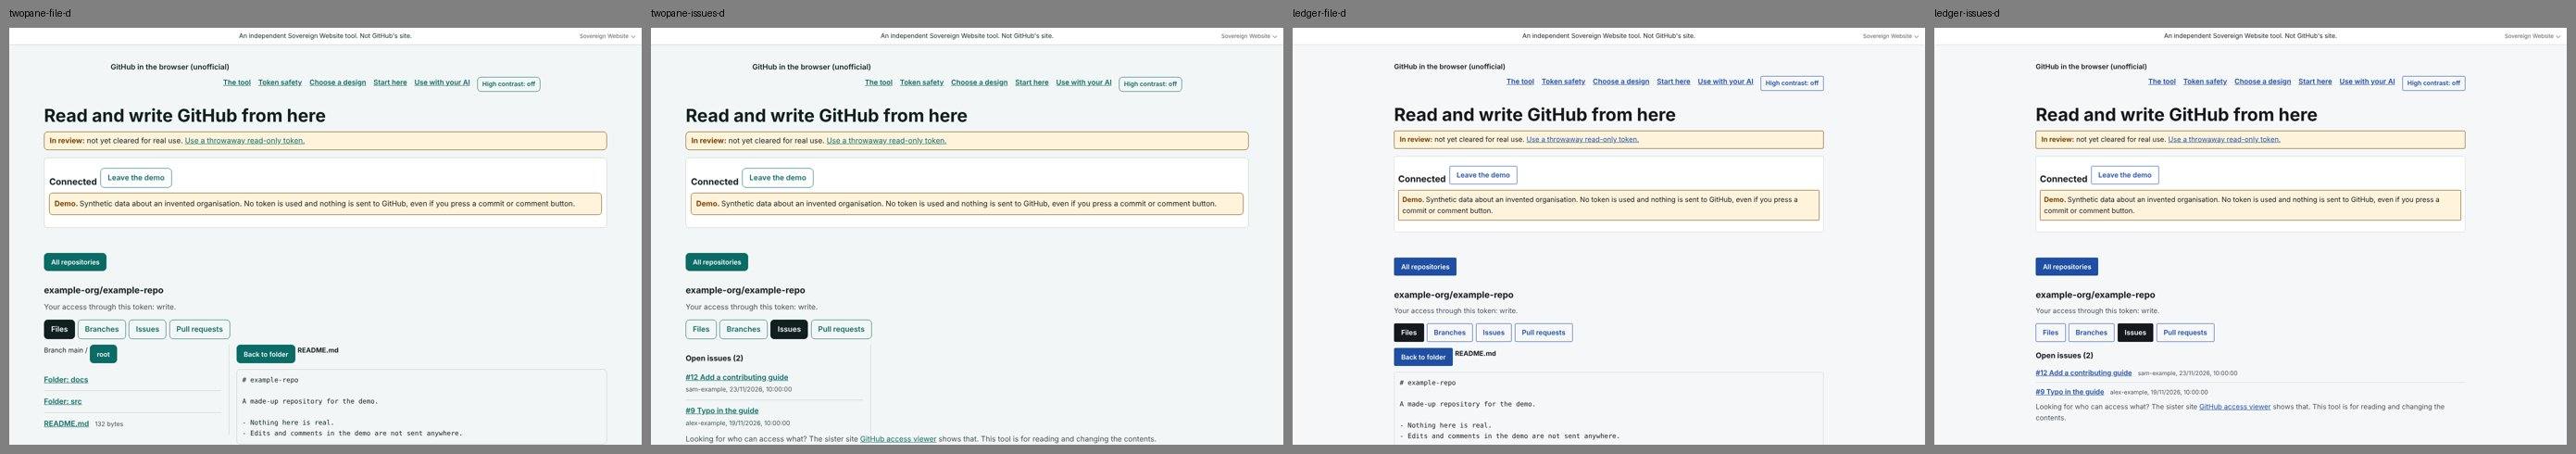 twopane-file-d
An independent Sovereign Website tool. Not GitHub's site.
Sovereign Website
GitHub in the browser (unofficial)
The tool Token safety Choose a design Start here Use with your AI High contrast: off
Read and write GitHub from here
In review: not yet cleared for real use. Use a throwaway read-only token.
Connected Leave the demo
Demo. Synthetic data about an invented organisation. No token is used and nothing is sent to GitHub, even if you press a commit or comment button.
All repositories
example-org/example-repo
Your access through this token: write.
Files Branches Issues Pull requests
Branch main / root
Folder: docs
Folder: src
README.md 132 bytes
Back to folder README.md
# example-repo
A made-up repository for the demo.
- Nothing here is real.
- Edits and comments in the demo are not sent anywhere.
twopane-issues-d
An independent Sovereign Website tool. Not GitHub's site.
Sovereign Website
GitHub in the browser (unofficial)
The tool Token safety Choose a design Start here Use with your AI High contrast: off
Read and write GitHub from here
In review: not yet cleared for real use. Use a throwaway read-only token.
Connected Leave the demo
Demo. Synthetic data about an invented organisation. No token is used and nothing is sent to GitHub, even if you press a commit or comment button.
All repositories
example-org/example-repo
Your access through this token: write.
Files Branches Issues Pull requests
Open issues (2)
#12 Add a contributing guide
sam-example, 23/11/2026, 10:00:00
#9 Typo in the guide
alex-example, 19/11/2026, 10:00:00
Looking for who can access what? The sister site GitHub access viewer shows that. This tool is for reading and changing the contents.
ledger-file-d
An independent Sovereign Website tool. Not GitHub's site.
Sovereign Website
GitHub in the browser (unofficial)
The tool Token safety Choose a design Start here Use with your AI High contrast: off
Read and write GitHub from here
In review: not yet cleared for real use. Use a throwaway read-only token.
Connected Leave the demo
Demo. Synthetic data about an invented organisation. No token is used and nothing is sent to GitHub, even if you press a
commit or comment button.
All repositories
example-org/example-repo
Your access through this token: write.
Files Branches Issues Pull requests
Back to folder README.md
# example-repo
A made-up repository for the demo.
- Nothing here is real.
- Edits and comments in the demo are not sent anywhere.
ledger-issues-d
An independent Sovereign Website tool. Not GitHub's site.
Sovereign Website
GitHub in the browser (unofficial)
The tool Token safety Choose a design Start here Use with your AI High contrast: off
Read and write GitHub from here
In review: not yet cleared for real use. Use a throwaway read-only token.
Connected Leave the demo
Demo. Synthetic data about an invented organisation. No token is used and nothing is sent to GitHub, even if you press a
commit or comment button.
All repositories
example-org/example-repo
Your access through this token: write.
Files Branches Issues Pull requests
Open issues (2)
#12 Add a contributing guide sam-example, 23/11/2026, 10:00:00
#9 Typo in the guide alex-example, 19/11/2026, 10:00:00
Looking for who can access what? The sister site GitHub access viewer shows that. This tool is for reading and changing the
contents.